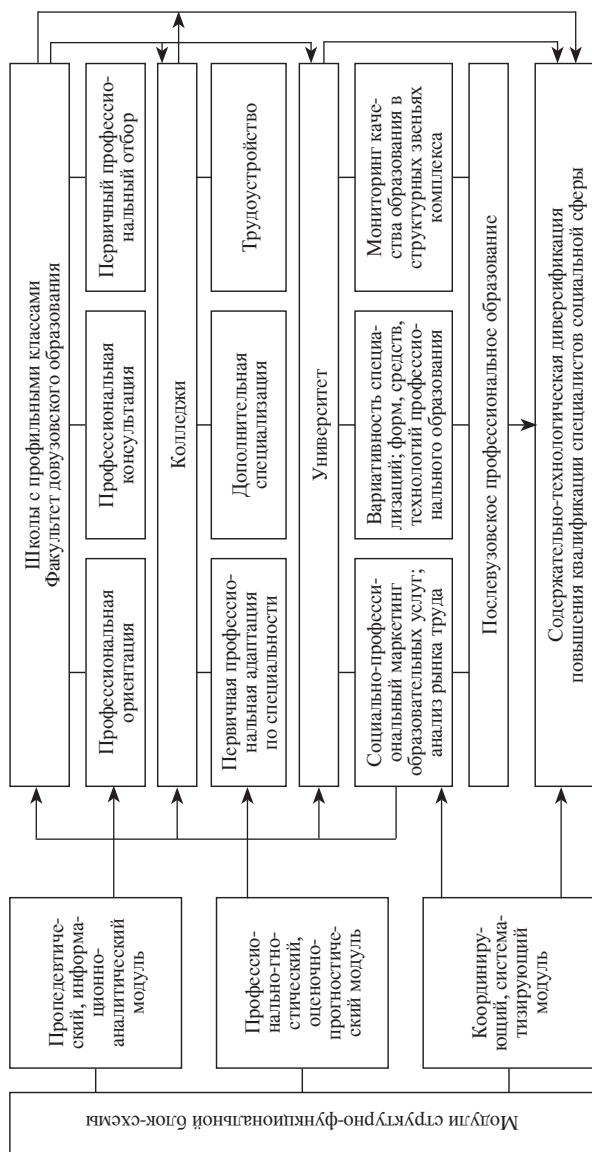 Модули структурно-функциональной блок-схемы
Пропедевтиче-
ский, информа-
ционно-
аналитический
модуль
Профессио-
нально-гно-
стический,
оценочно-
прогностиче-
ский модуль
Координиру-
ющий, система-
тизирующий
модуль
Школы с профильными классами
Факультет довузовского образования
Профессиональная
ориентация
Профессиональная
консультация
Первичный профессио-
нальный отбор
Колледжи
Первичная профессио-
нальная адаптация
по специальности
Дополнительная
специализация
Трудоустройство
Университет
Социально-професси-
ональный маркетинг
образовательных услуг;
анализ рынка труда
Вариативность специа-
лизаций; форм, средств,
технологий профессио-
нального образования
Мониторинг каче-
ства образования в
структурных звеньях
комплекса
Послевузовское профессиональное образование
Содержательно-технологическая диверсификация
повышения квалификации специалистов социальной сферы